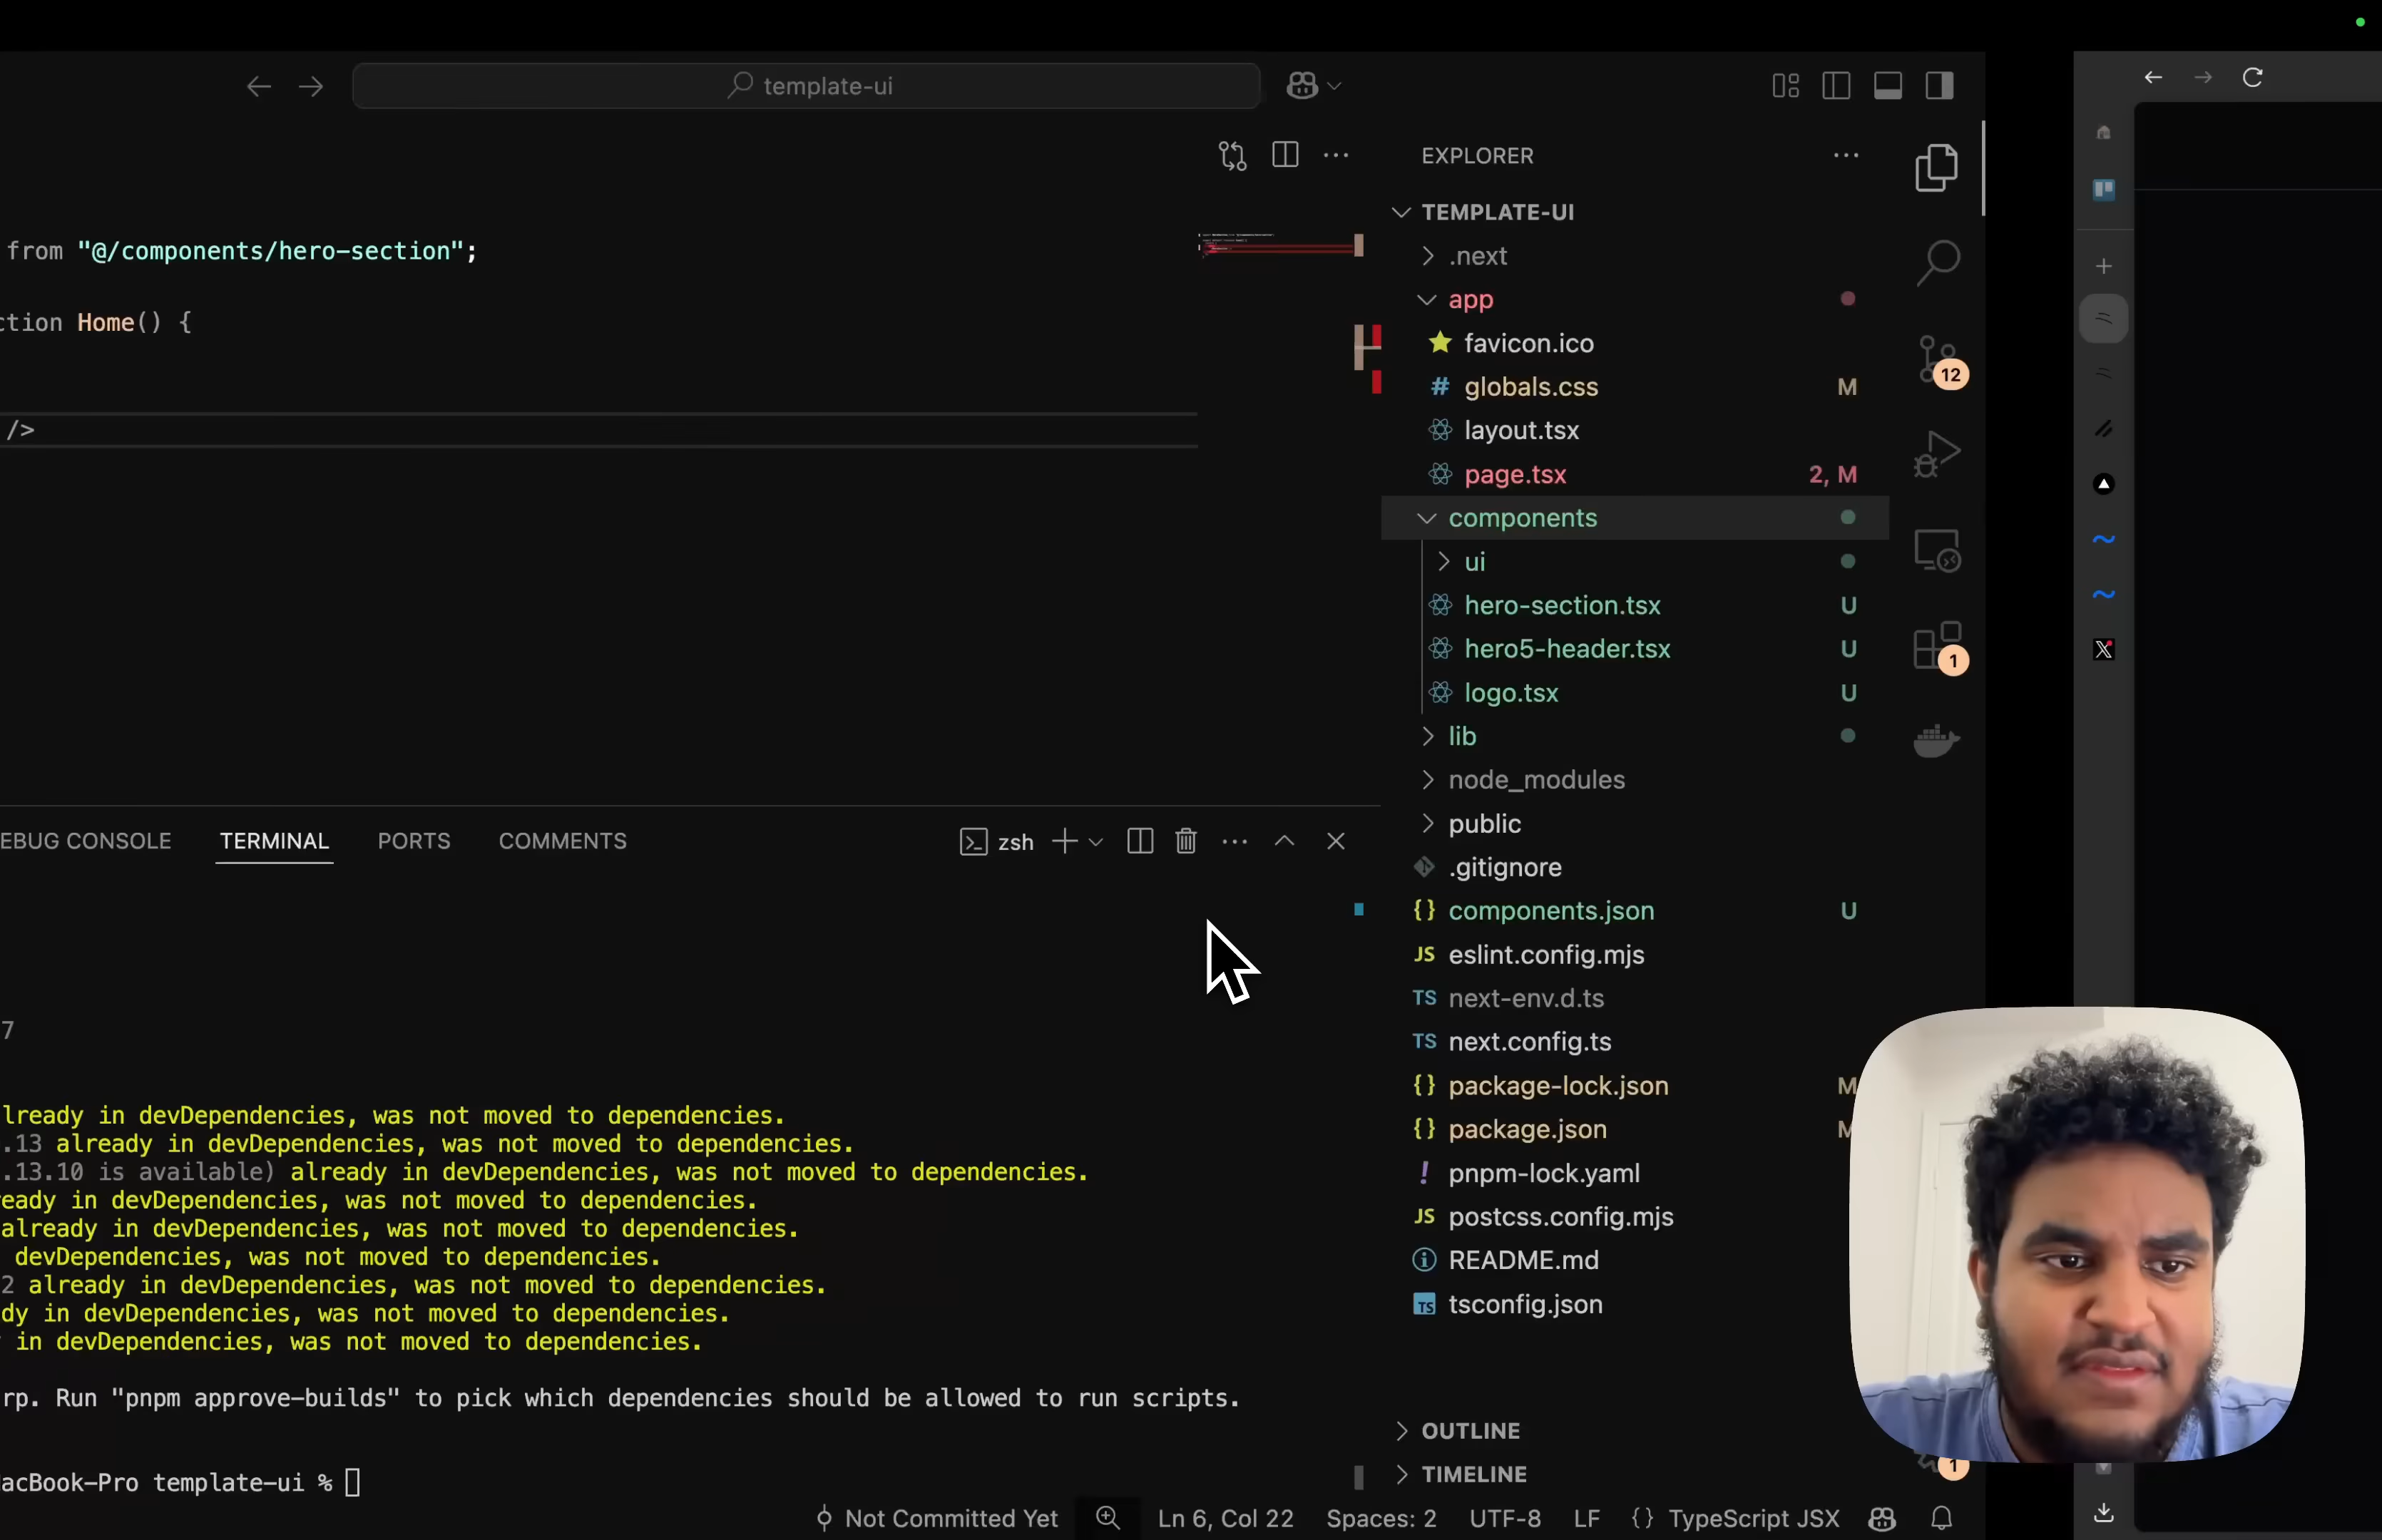 template-ui
from "@/components/hero-section";
ction Home() {
/>
EBUG CONSOLE
TERMINAL
PORTS
COMMENTS
zsh
7
lready in devDependencies, was not moved to dependencies.
.13 already in devDependencies, was not moved to dependencies.
.13.10 is available) already in devDependencies, was not moved to dependencies.
eady in devDependencies, was not moved to dependencies.
already in devDependencies, was not moved to dependencies.
devDependencies, was not moved to dependencies.
2 already in devDependencies, was not moved to dependencies.
dy in devDependencies, was not moved to dependencies.
in devDependencies, was not moved to dependencies.
rp. Run "pnpm approve-builds" to pick which dependencies should be allowed to run scripts.
acBook-Pro template-ui %
EXPLORER
TEMPLATE-UI
.next
app
favicon.ico
# globals.css M
layout.tsx
page.tsx 2, M
components
ui
hero-section.tsx U
hero5-header.tsx U
logo.tsx U
lib
node_modules
public
.gitignore
{} components.json U
JS eslint.config.mjs
TS next-env.d.ts
TS next.config.ts
{} package-lock.json M
{} package.json M
! pnpm-lock.yaml
JS postcss.config.mjs
README.md
TS tsconfig.json
OUTLINE
TIMELINE
12
1
1
Not Committed Yet
Ln 6, Col 22
Spaces: 2
UTF-8
LF
{} TypeScript JSX